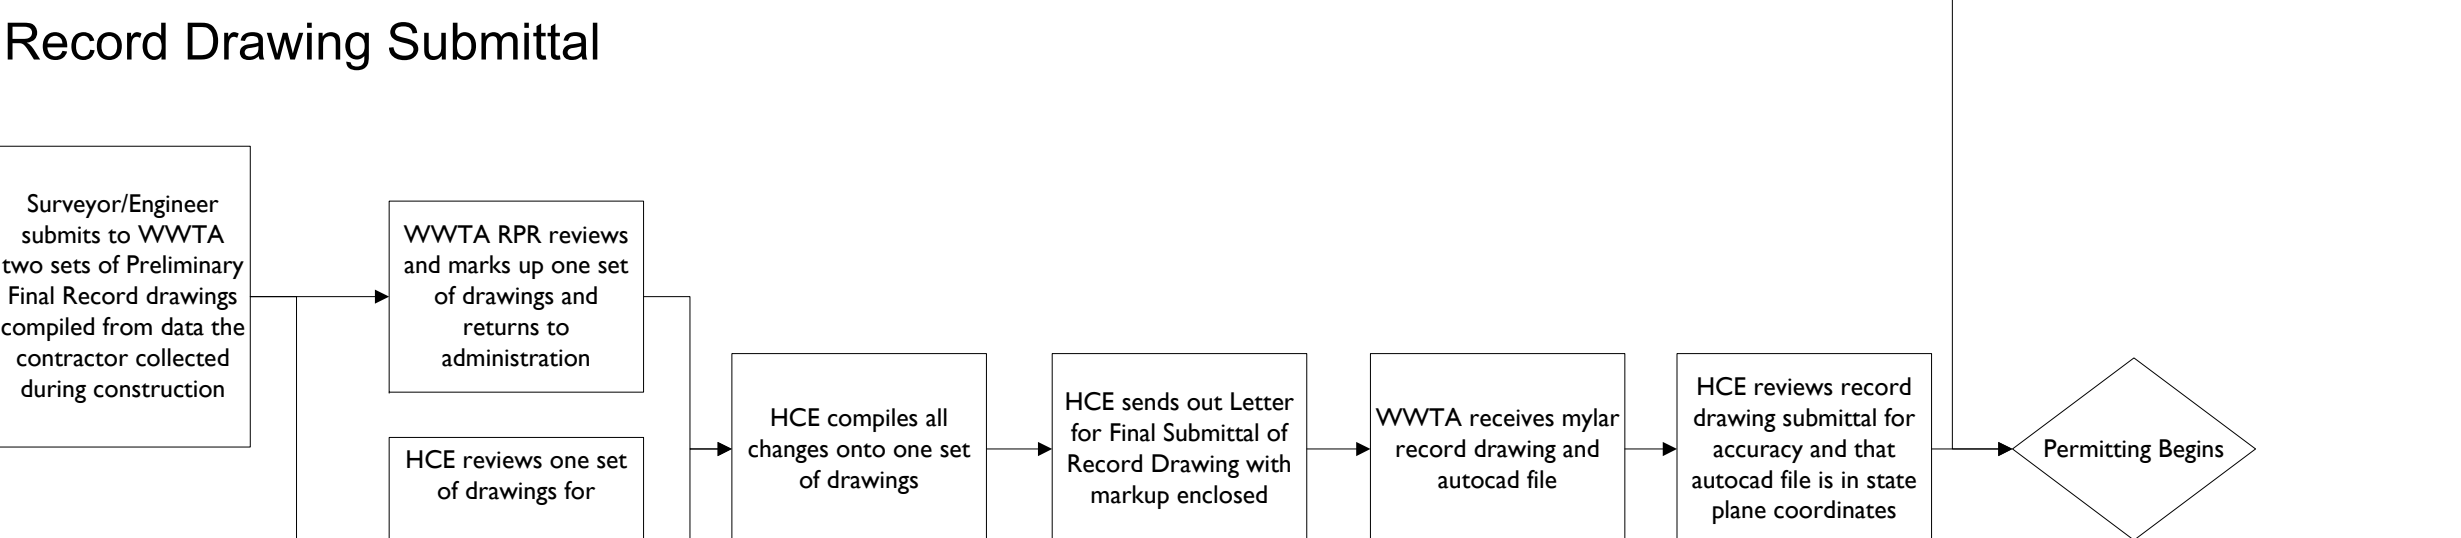 Record Drawing Submittal
Surveyor/Engineer
submits to WWTA
two sets of Preliminary
Final Record drawings
compiled from data the
contractor collected
during construction
WWTA RPR reviews
and marks up one set
of drawings and
returns to
administration
HCE reviews one set
of drawings for
HCE compiles all
changes onto one set
of drawings
HCE sends out Letter
for Final Submittal of
Record Drawing with
markup enclosed
WWTA receives mylar
record drawing and
autocad file
HCE reviews record
drawing submittal for
accuracy and that
autocad file is in state
plane coordinates
Permitting Begins